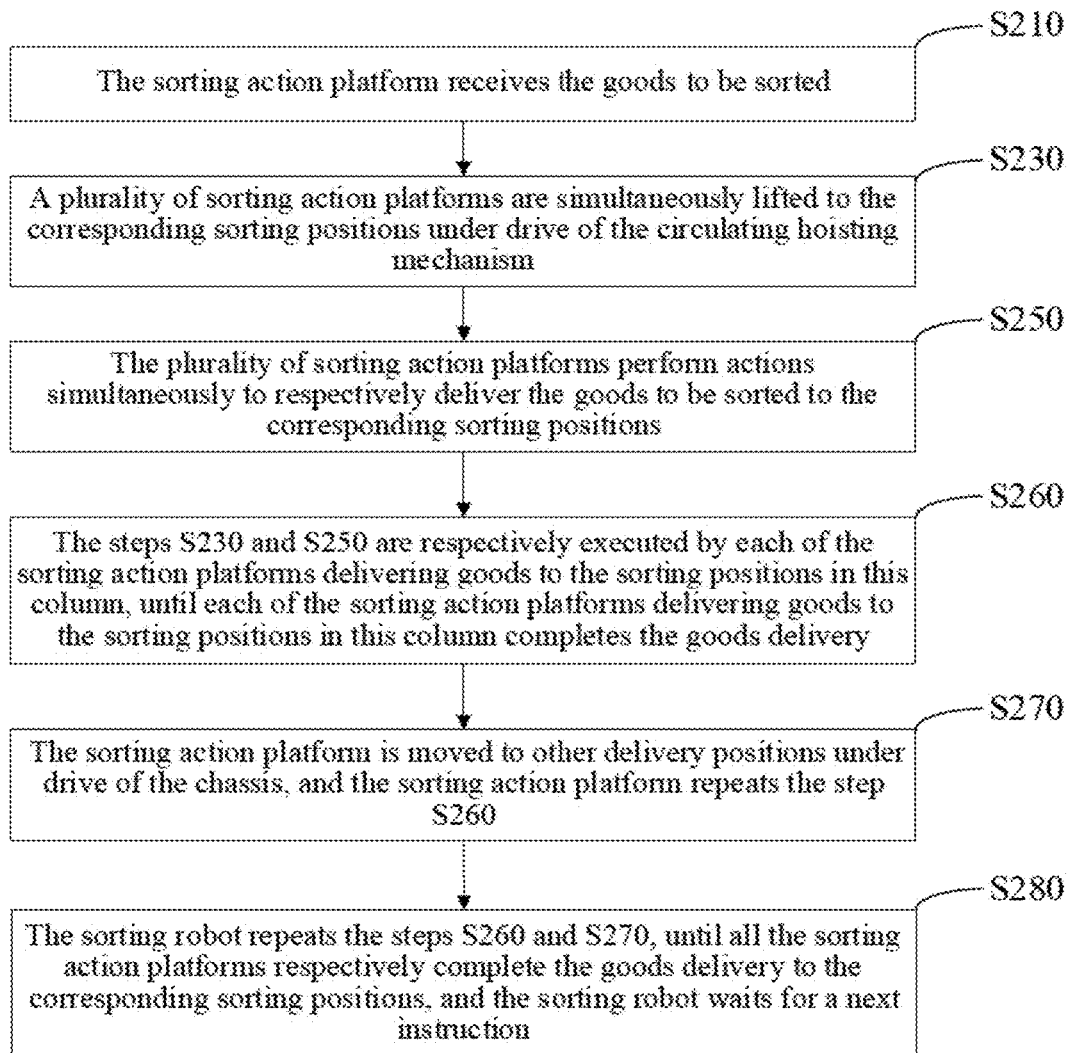 S210
The sorting action platform receives the goods to be sorted
S230
A plurality of sorting action platforms are simultaneously lifted to the
corresponding sorting positions under drive of the circulating hoisting
mechanism
S250
The plurality of sorting action platforms perform actions
simultaneously to respectively deliver the goods to be sorted to the
corresponding sorting positions
S260
The steps S230 and S250 are respectively executed by each of the
sorting action platforms delivering goods to the sorting positions in this
column, until each of the sorting action platforms delivering goods to
the sorting positions in this column completes the goods delivery
S270
The sorting action platform is moved to other delivery positions under
drive of the chassis, and the sorting action platform repeats the step
S260
S280
The sorting robot repeats the steps S260 and S270, until all the sorting
action platforms respectively complete the goods delivery to the
corresponding sorting positions, and the sorting robot waits for a next
instruction